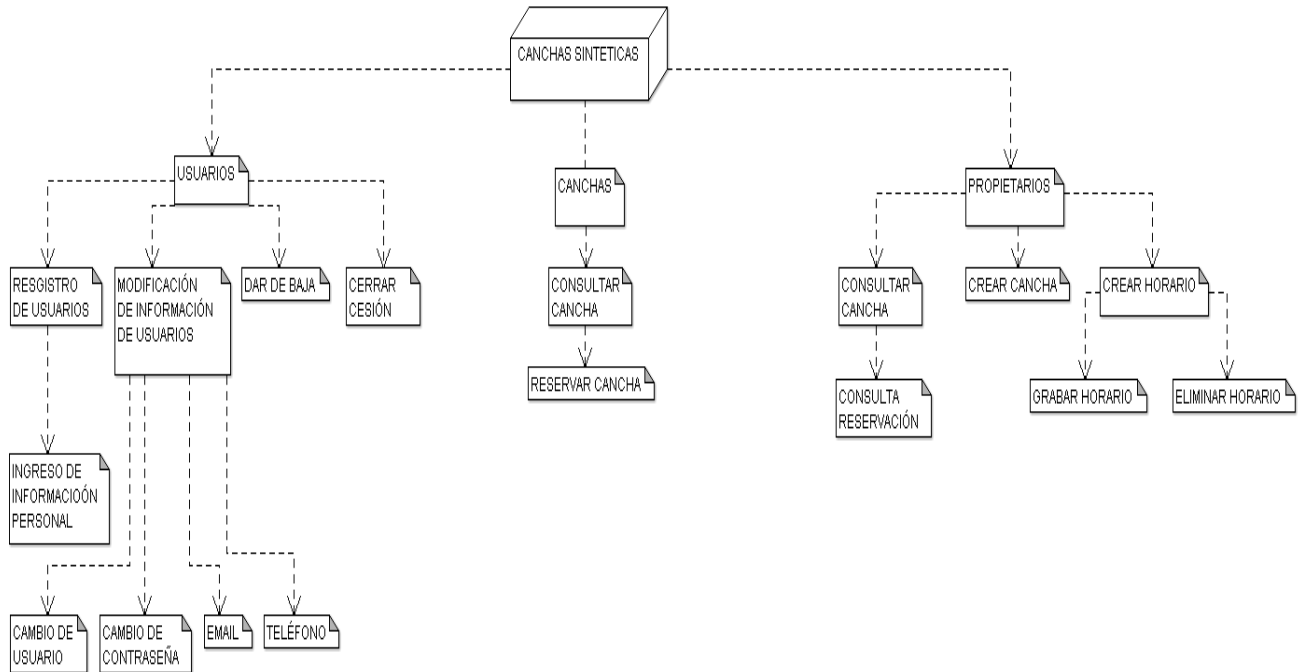 CANCHAS SINTETICAS
USUARIOS
CANCHAS
PROPIETARIOS
RESGISTRO
DE USUARIOS
MODIFICACIÓN
DE INFORMACIÓN
DE USUARIOS
DAR DE BAJA
CERRAR
CESIÓN
CONSULTAR
CANCHA
CONSULTAR
CANCHA
CREAR CANCHA
CREAR HORARIO
RESERVAR CANCHA
CONSULTA
RESERVACIÓN
GRABAR HORARIO
ELIMINAR HORARIO
INGRESO DE
INFORMACIOÓN
PERSONAL
CAMBIO DE
USUARIO
CAMBIO DE
CONTRASEÑA
EMAIL
TELÉFONO